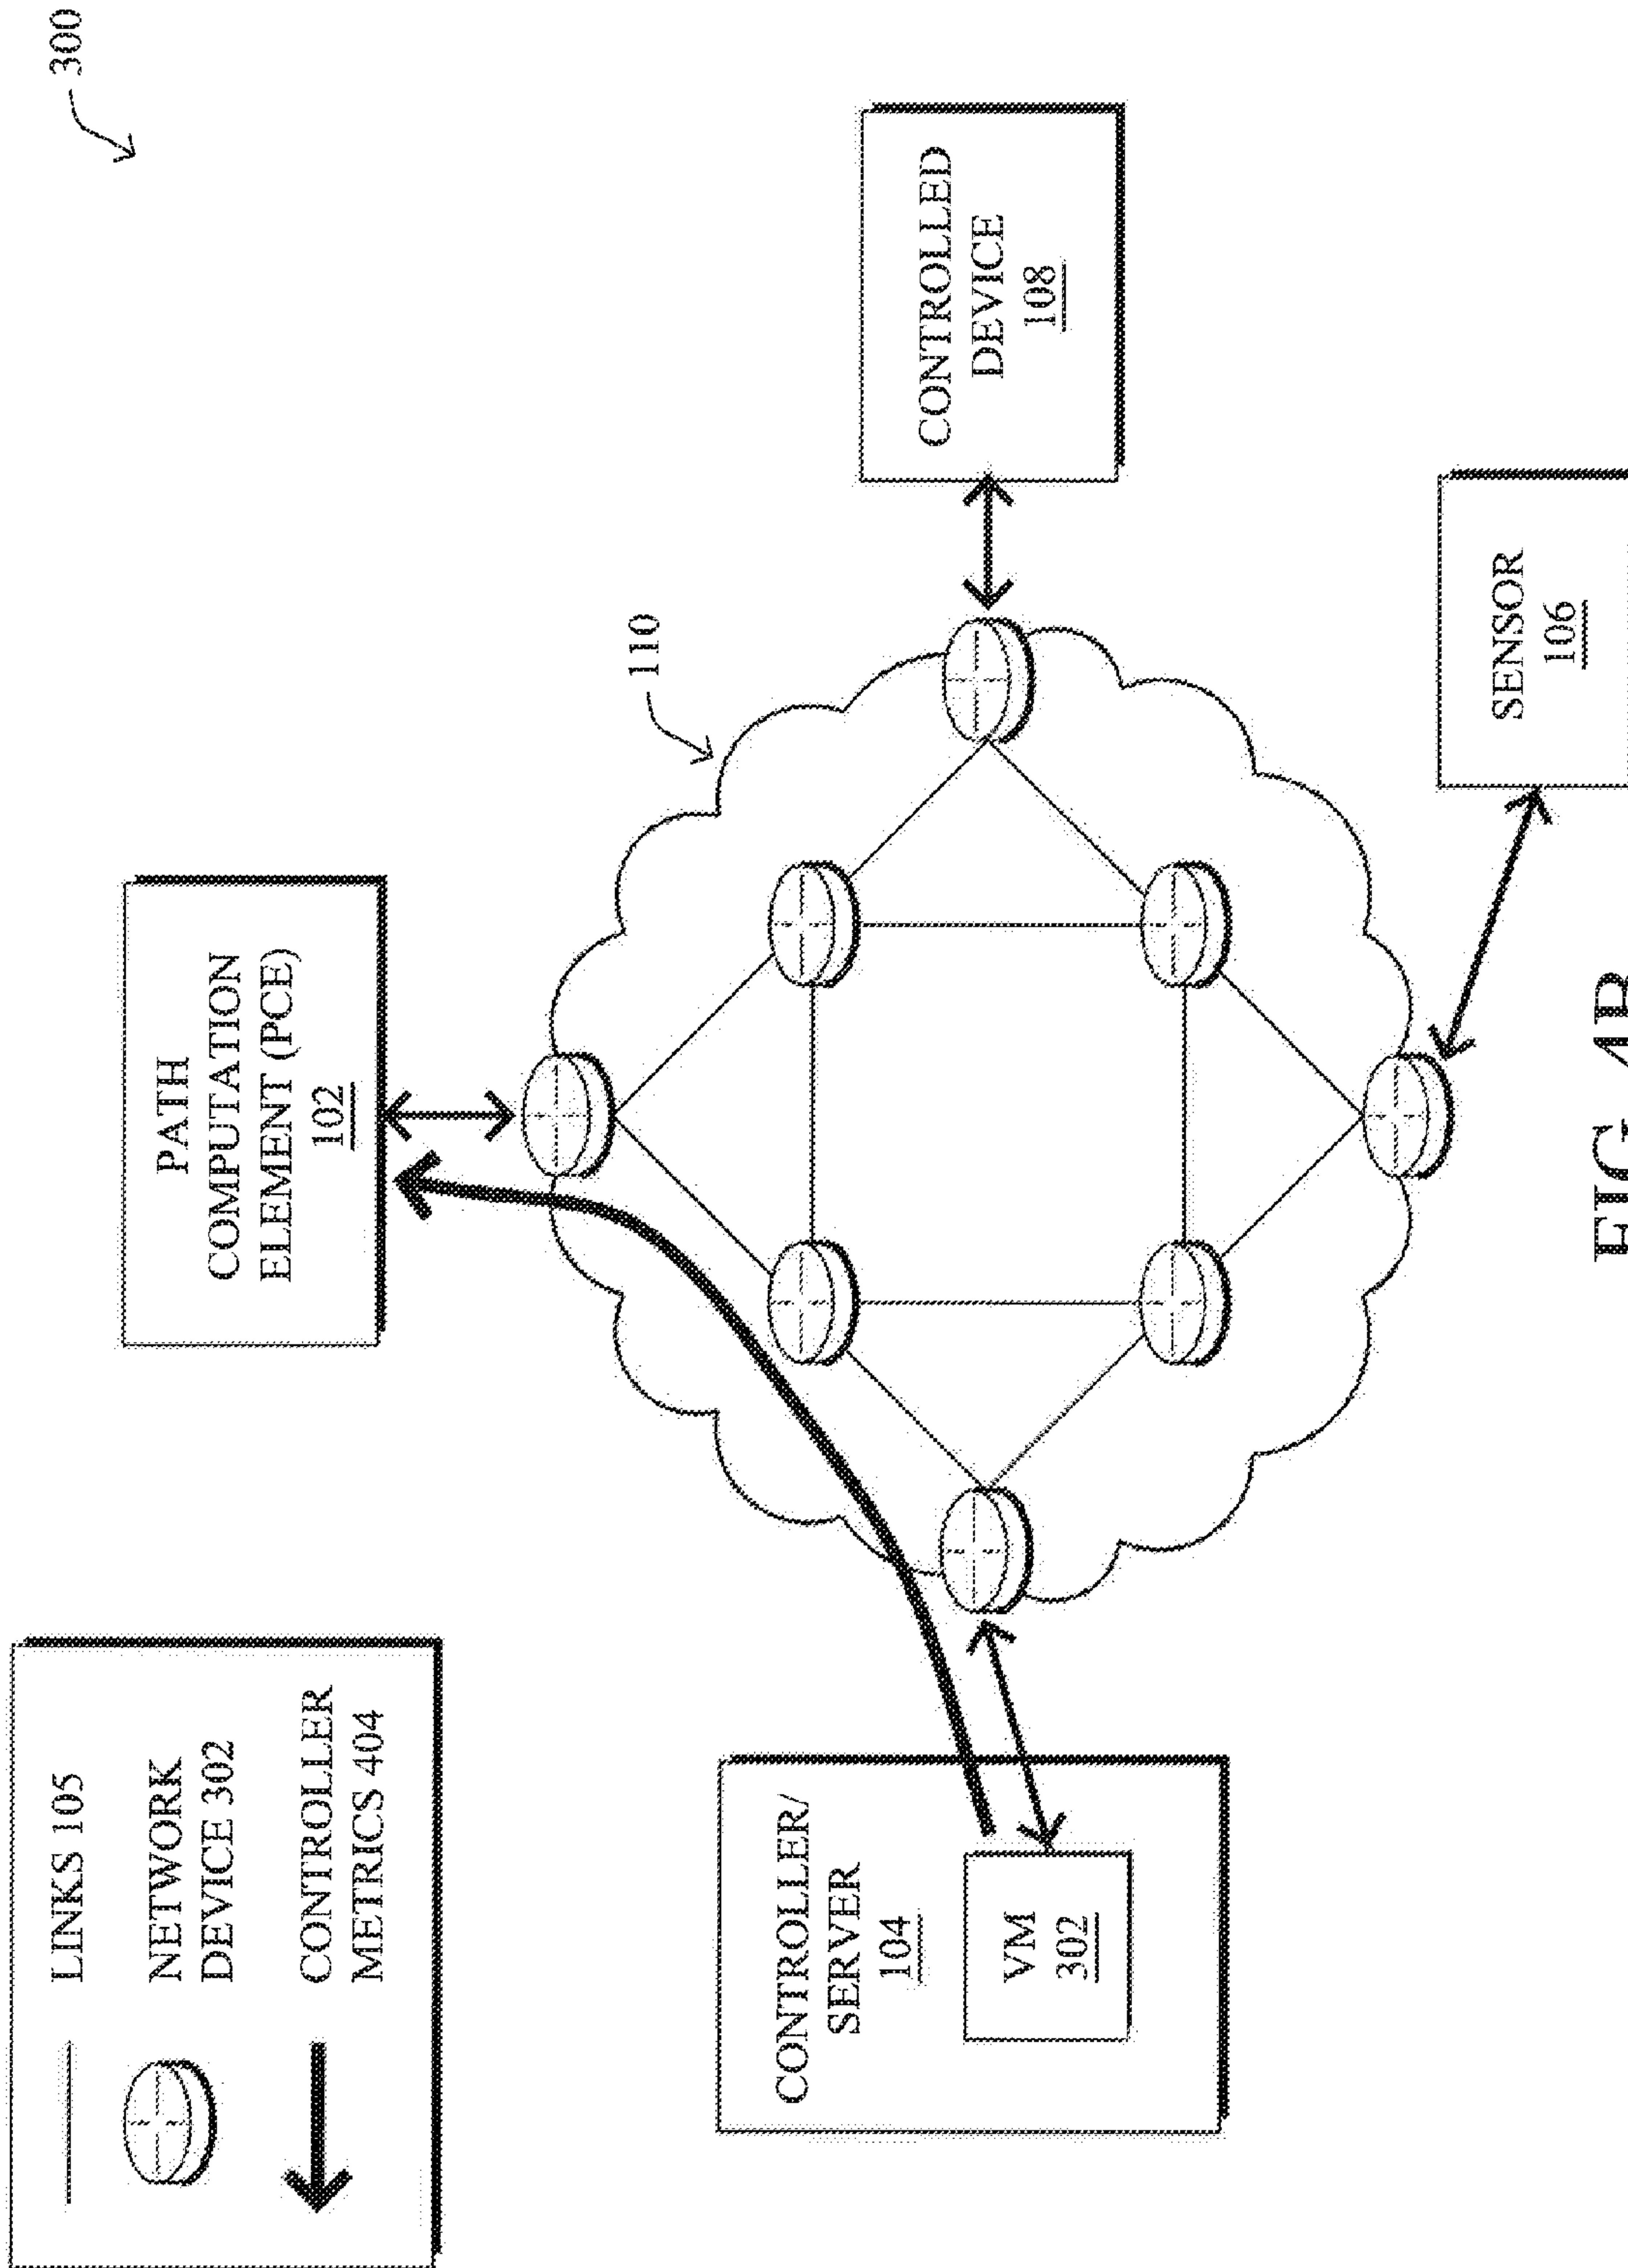 300
LINKS 105
NETWORK
DEVICE 302
CONTROLLER
METRICS 404
PATH
COMPUTATION
ELEMENT (PCE)
102
110
CONTROLLER/
SERVER
104
VM
302
CONTROLLED
DEVICE
108
SENSOR
106
FIG. 4B